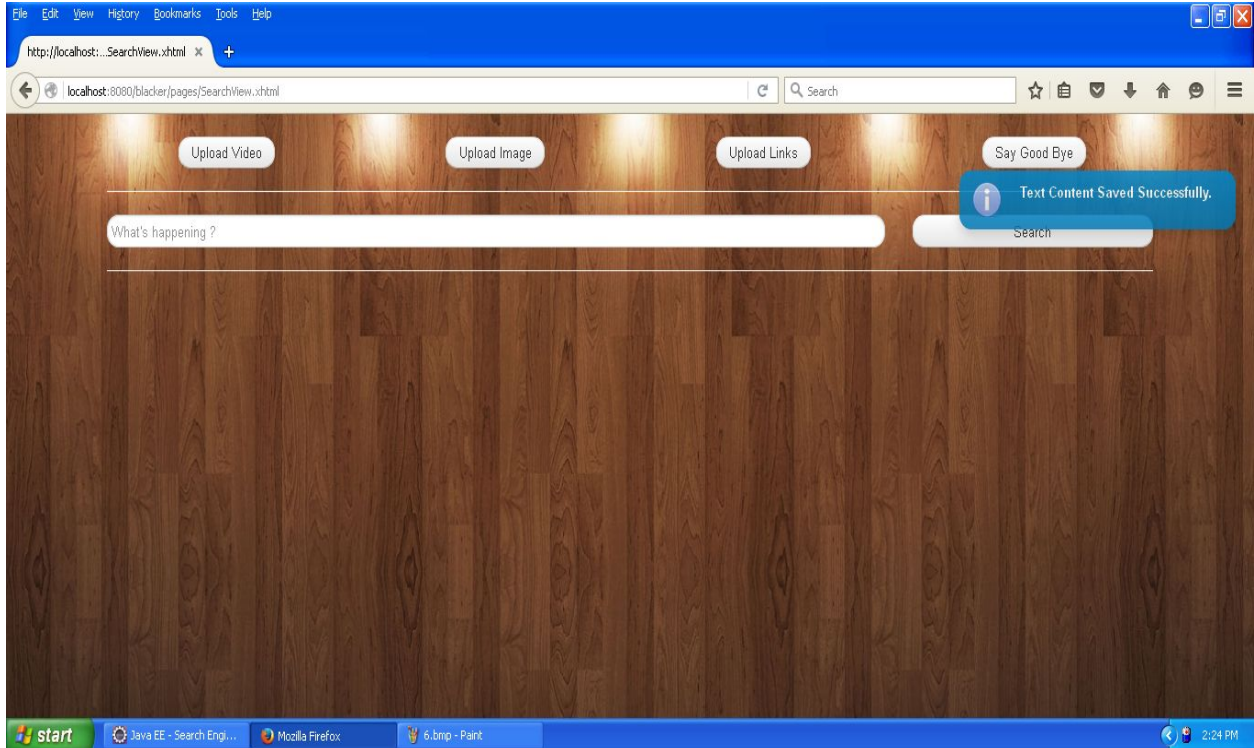 File Edit View History Bookmarks Tools Help
http://localhost:...SearchView.xhtml
localhost:8080/blacker/pages/SearchView.xhtml
Search
Upload Video Upload Image Upload Links Say Good Bye
Text Content Saved Successfully.
What's happening ?
Search
start Java EE - Search Engi... Mozilla Firefox 6.bmp - Paint 2:24 PM